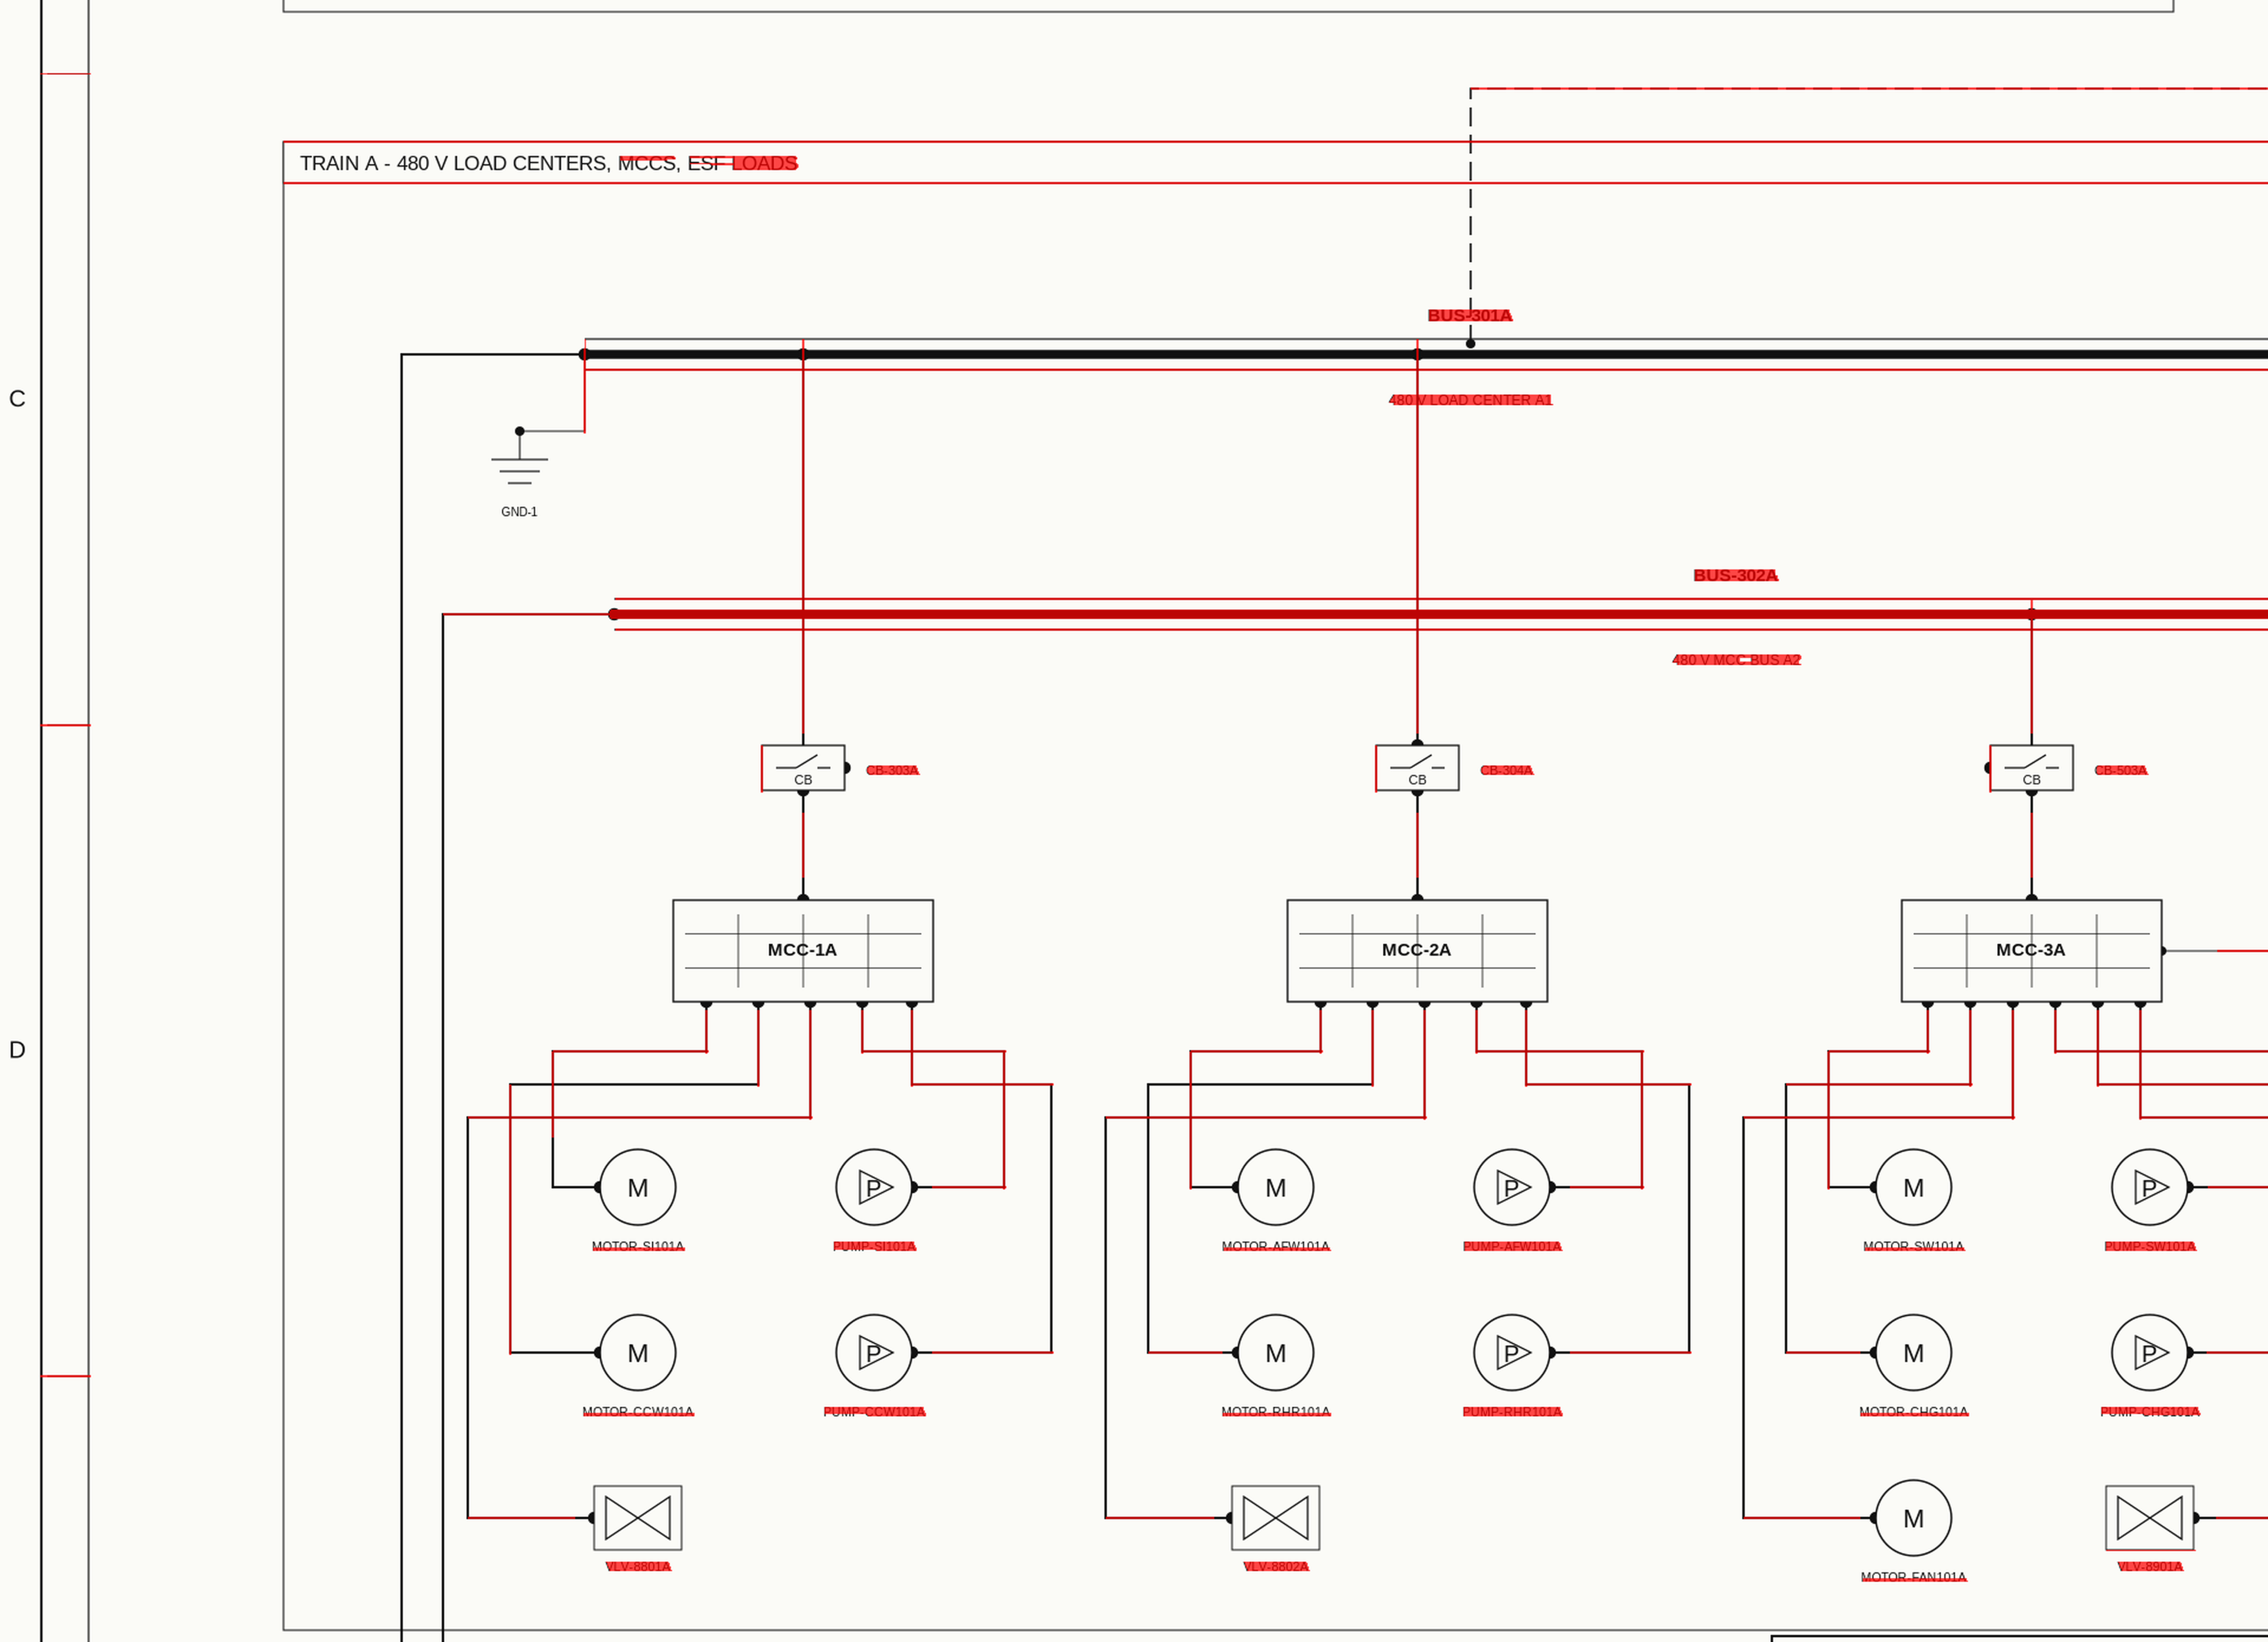 TRAIN A - 480 V LOAD CENTERS, MCCS, ESF LOADS
BUS-301A
C
480 V LOAD CENTER A1
GND-1
BUS-302A
480 V MCC BUS A2
CB
CB-303A
CB
CB-304A
CB
CB-503A
MCC-1A
MCC-2A
MCC-3A
D
M
P
M
P
M
P
MOTOR-SI101A
PUMP-SI101A
MOTOR-AFW101A
PUMP-AFW101A
MOTOR-SW101A
PUMP-SW101A
M
P
M
P
M
P
MOTOR-CCW101A
PUMP-CCW101A
MOTOR-RHR101A
PUMP-RHR101A
MOTOR-CHG101A
PUMP-CHG101A
M
VLV-8801A
VLV-8802A
MOTOR-FAN101A
VLV-8901A